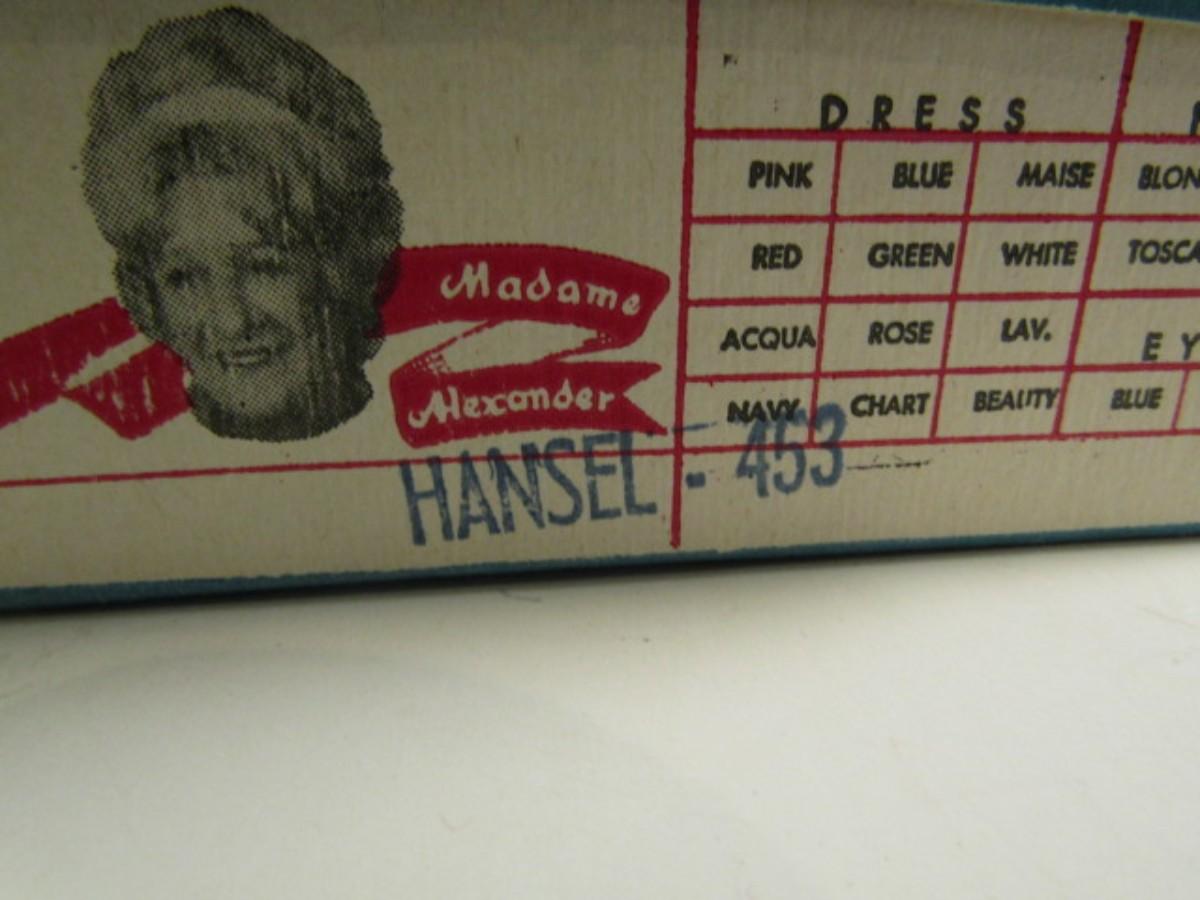 Madame
Alexander
HANSEL - 453
DRESS
PINK BLUE MAISE
RED GREEN WHITE
ACQUA ROSE LAV.
NAVY CHART BEAUTY
BLON
TOSCA
E Y
BLUE